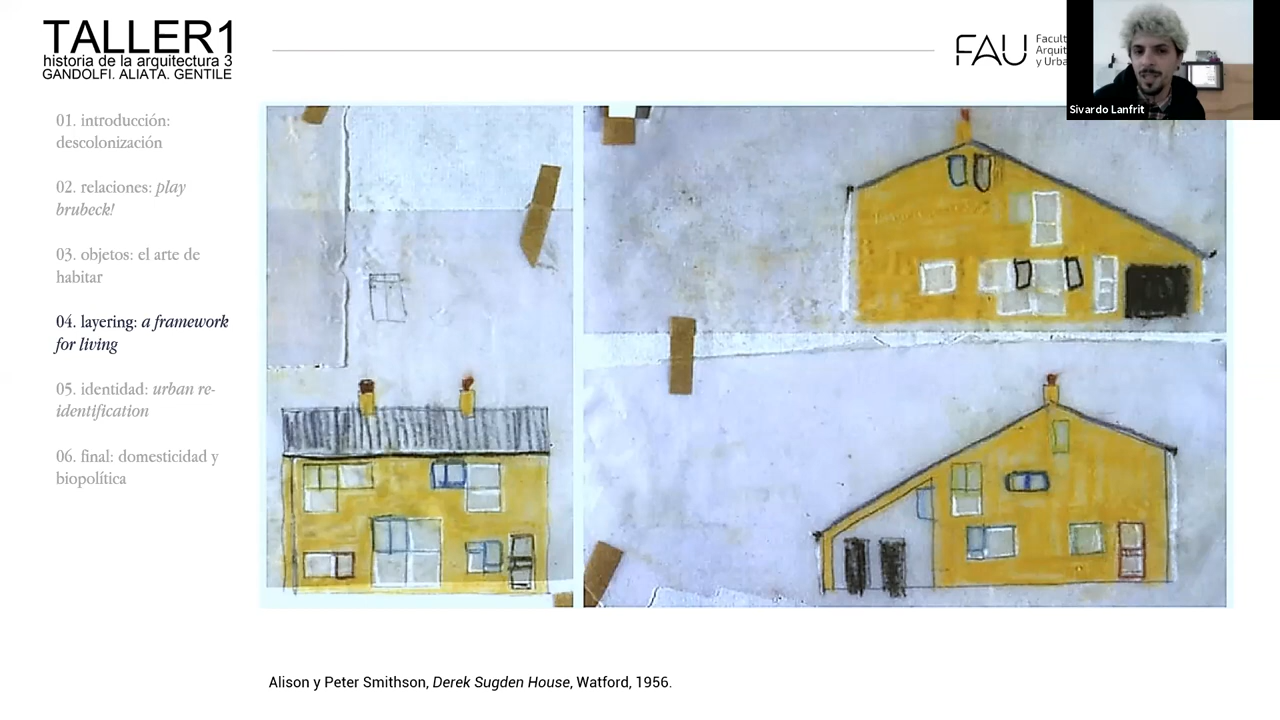 TALLER1
historia de la arquitectura 3
GANDOLFI. ALIATA. GENTILE
FAU
Arquit
y Urba
Sivardo Lanfrit
01. introducción:
descolonización
02. relaciones: play
brubeck!
03. objetos: el arte de
habitar
04. layering: a framework
for living
05. identidad: urban re-
identification
06. final: domesticidad y
biopolítica
Alison y Peter Smithson, Derek Sugden House, Watford, 1956.